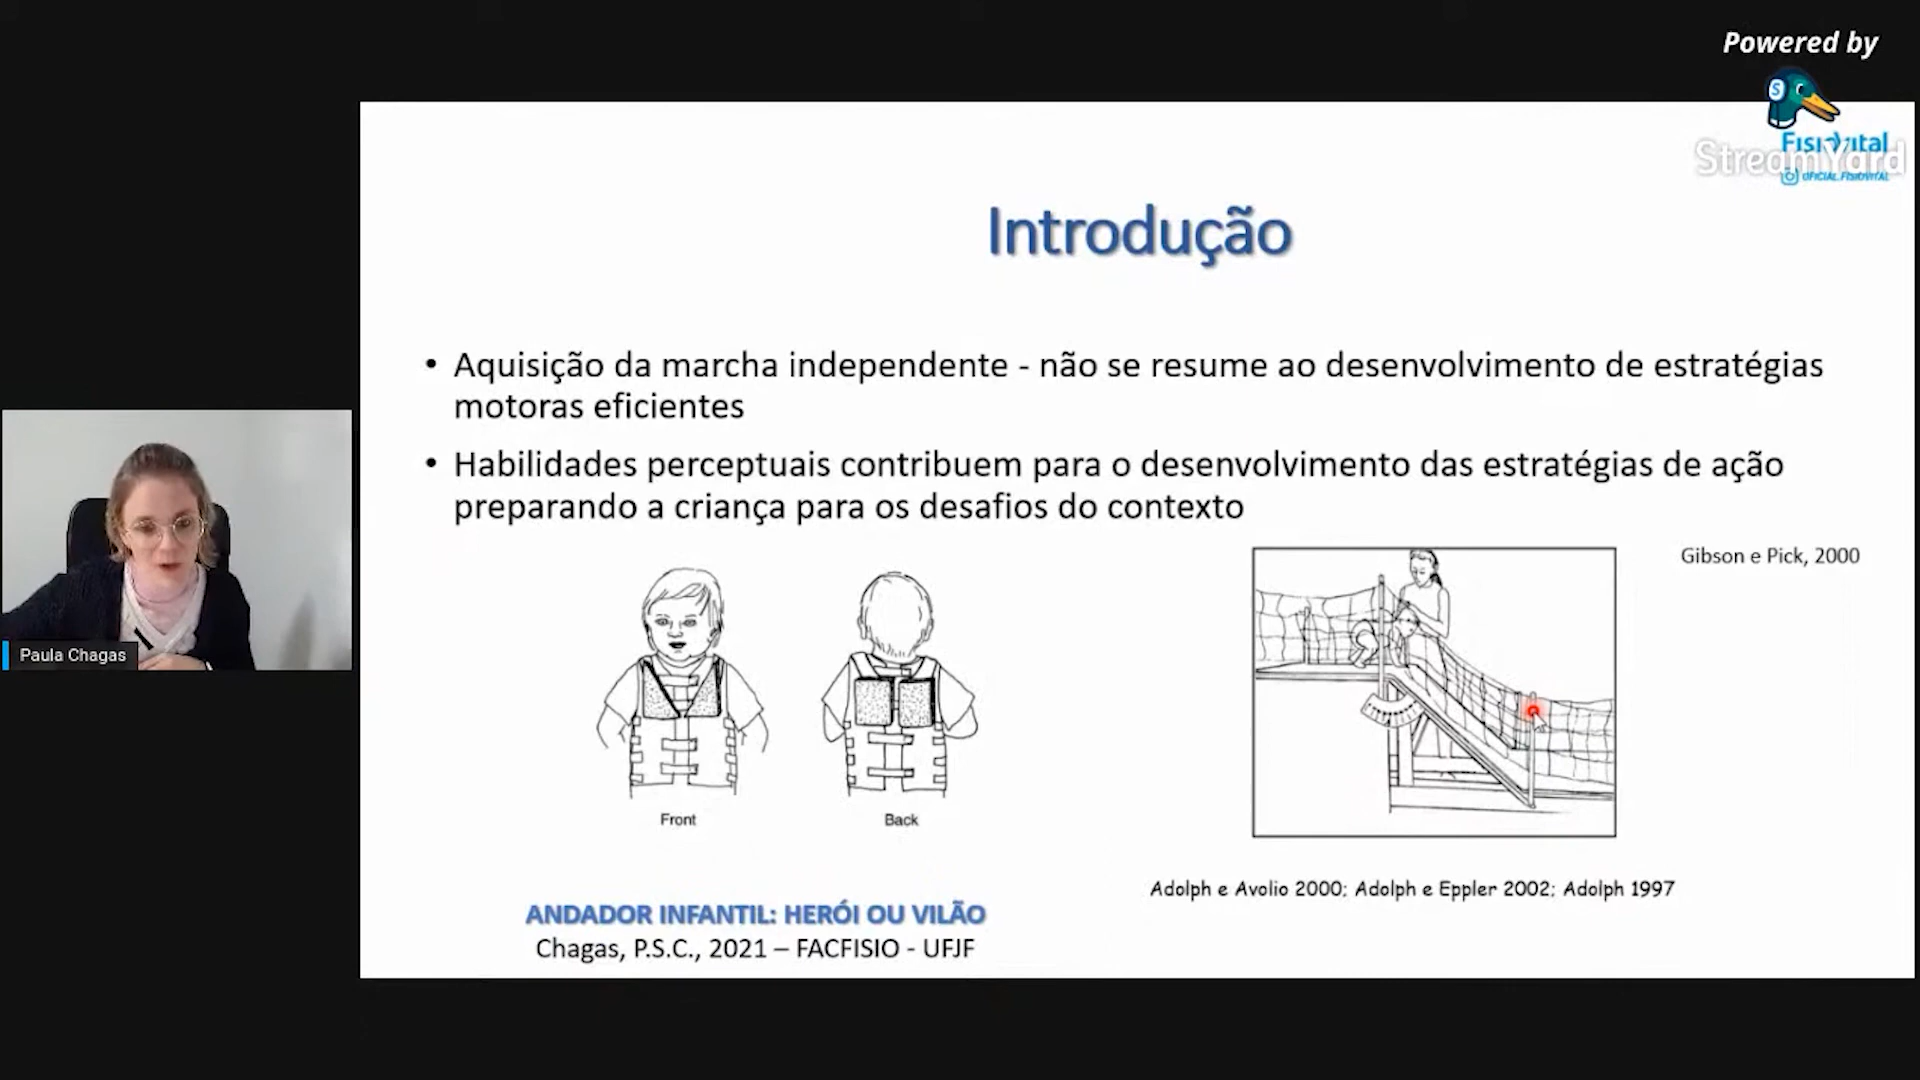 Powered by
StreamYard
FisioVital
OFICIAL.FISIOVITAL
Introdução
• Aquisição da marcha independente - não se resume ao desenvolvimento de estratégias
motoras eficientes
• Habilidades perceptuais contribuem para o desenvolvimento das estratégias de ação
preparando a criança para os desafios do contexto
Gibson e Pick, 2000
Paula Chagas
Front
Back
Adolph e Avolio 2000; Adolph e Eppler 2002; Adolph 1997
ANDADOR INFANTIL: HERÓI OU VILÃO
Chagas, P.S.C., 2021 – FACFISIO - UFJF